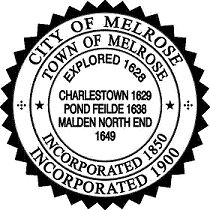 CITY OF MELROSE
TOWN OF MELROSE
EXPLORED 1628
CHARLESTOWN 1629
POND FEILDE 1638
MALDEN NORTH END
1649
INCORPORATED 1850
INCORPORATED 1900